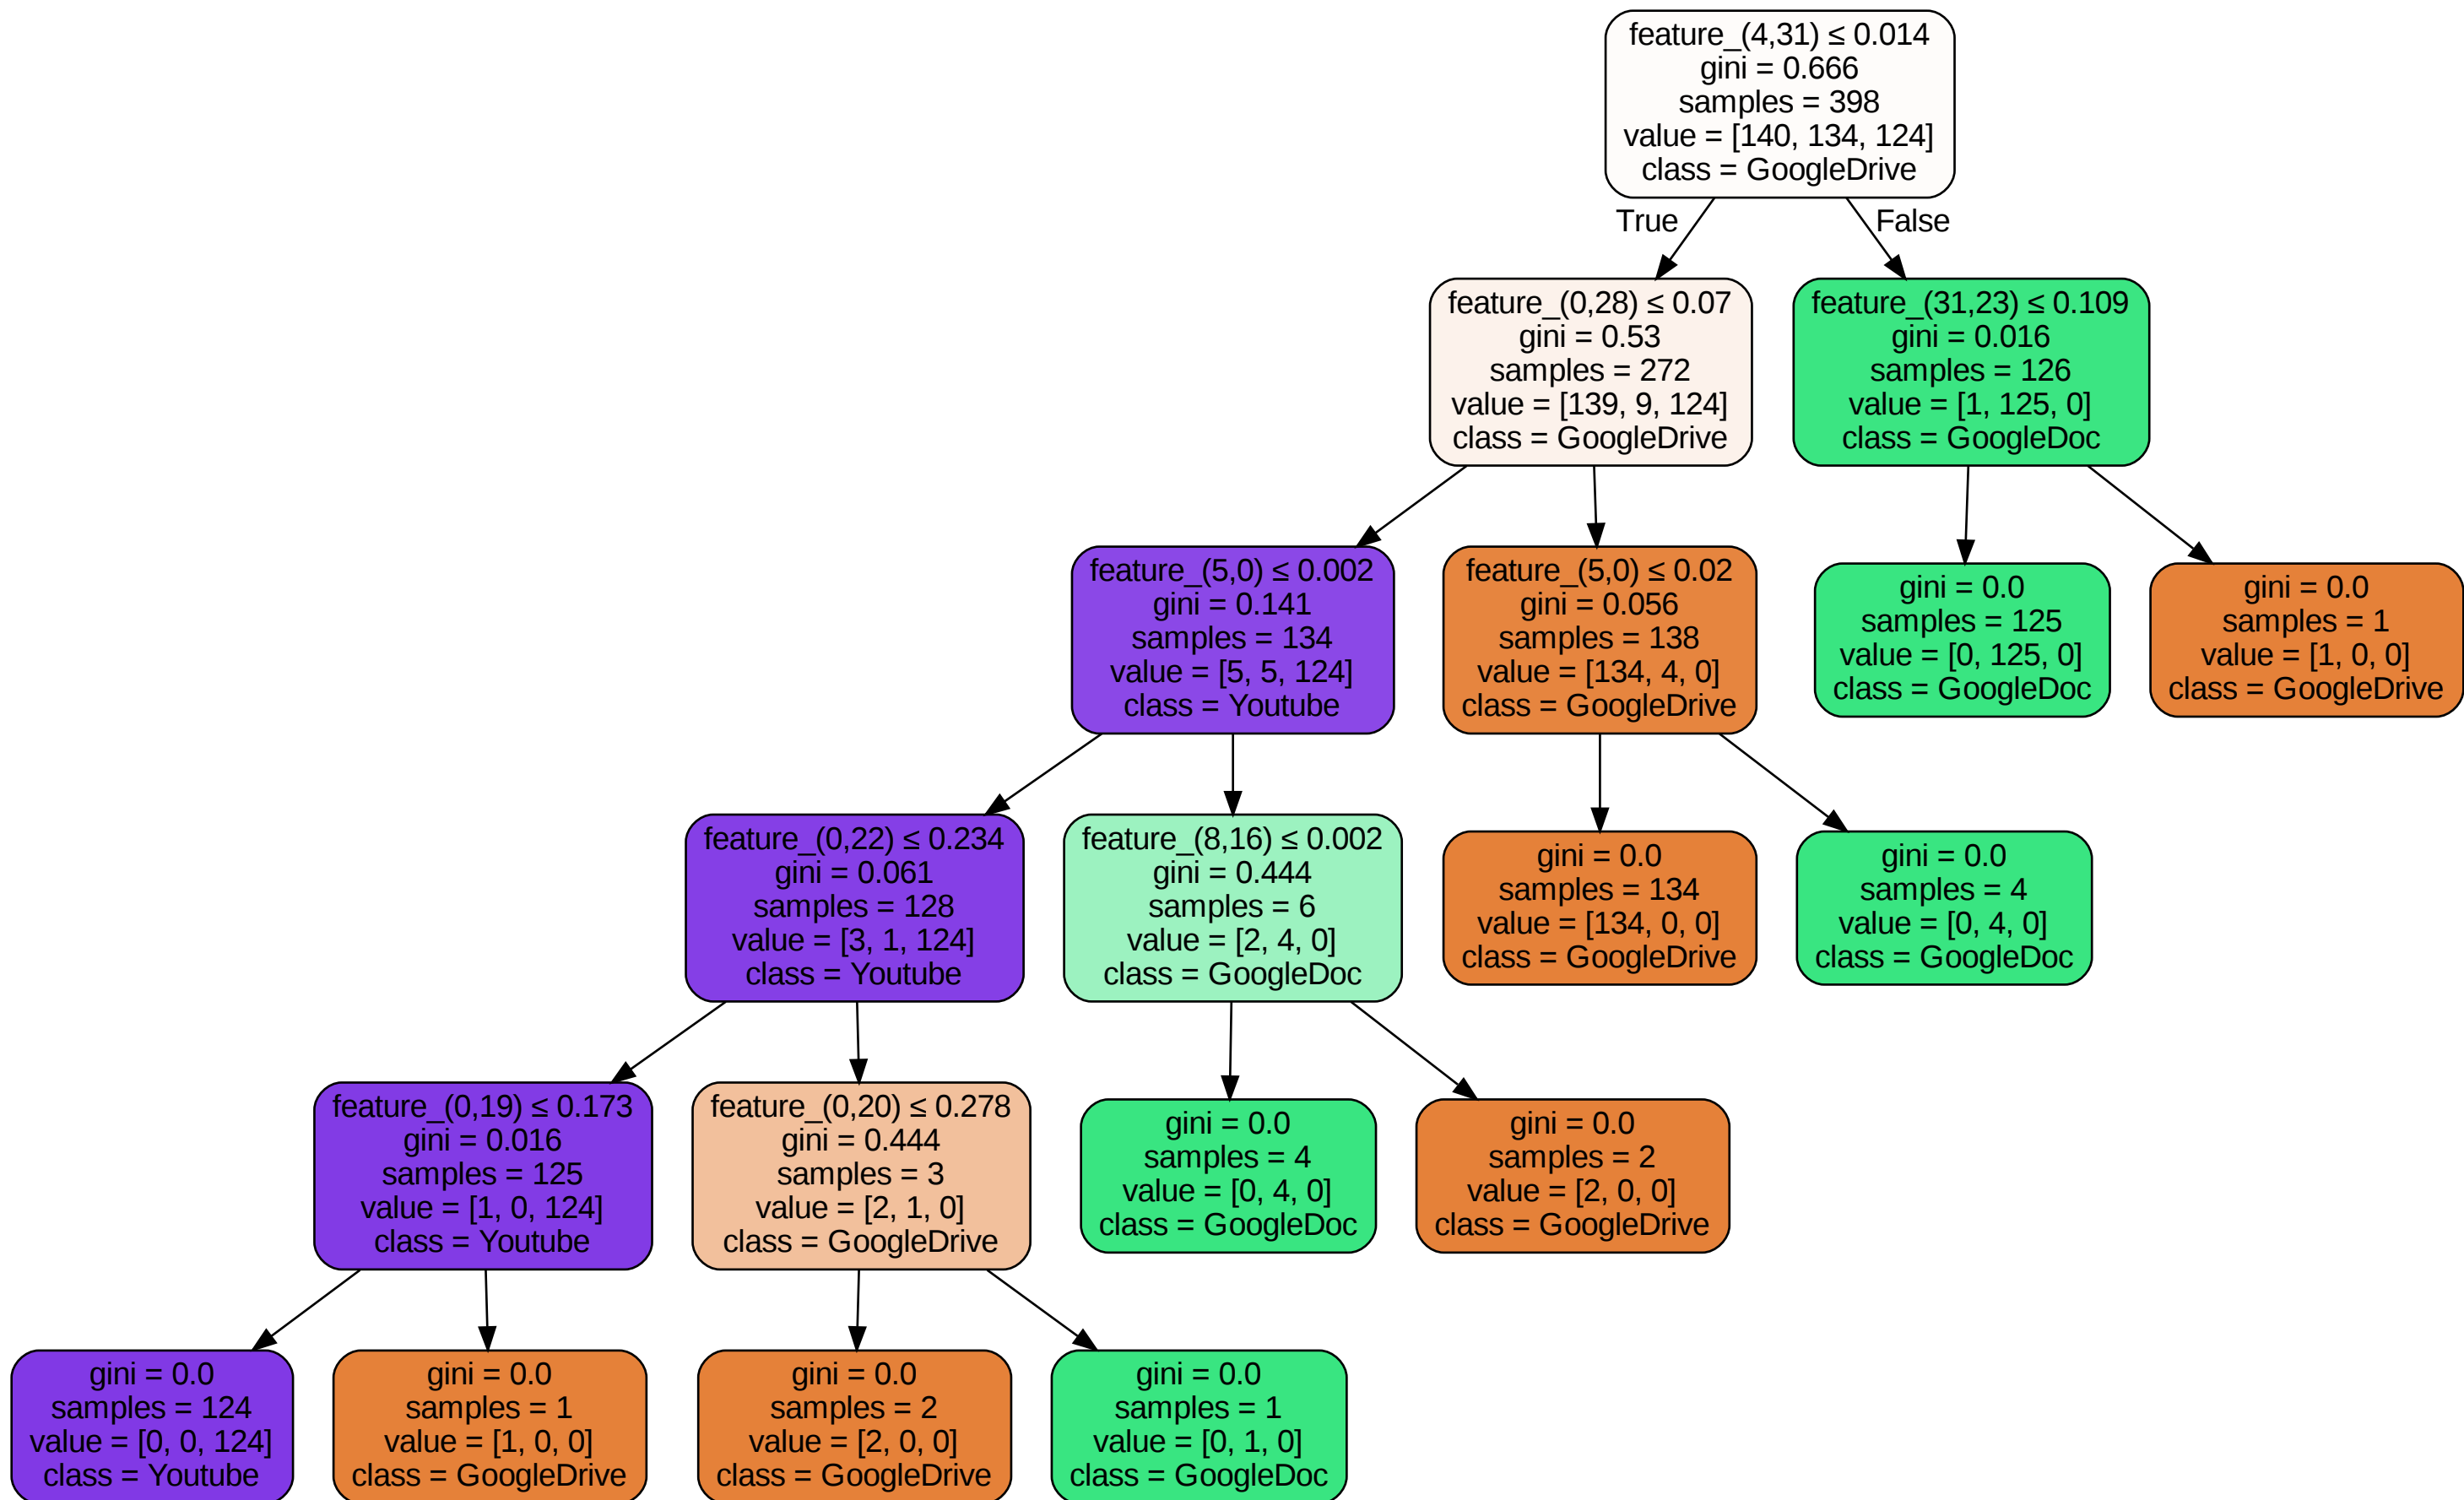 feature_(4,31) ≤ 0.014
gini = 0.666
samples = 398
value = [140, 134, 124]
class = GoogleDrive
True
False
feature_(0,28) ≤ 0.07
gini = 0.53
samples = 272
value = [139, 9, 124]
class = GoogleDrive
feature_(31,23) ≤ 0.109
gini = 0.016
samples = 126
value = [1, 125, 0]
class = GoogleDoc
feature_(5,0) ≤ 0.002
gini = 0.141
samples = 134
value = [5, 5, 124]
class = Youtube
feature_(5,0) ≤ 0.02
gini = 0.056
samples = 138
value = [134, 4, 0]
class = GoogleDrive
gini = 0.0
samples = 125
value = [0, 125, 0]
class = GoogleDoc
gini = 0.0
samples = 1
value = [1, 0, 0]
class = GoogleDrive
feature_(0,22) ≤ 0.234
gini = 0.061
samples = 128
value = [3, 1, 124]
class = Youtube
feature_(8,16) ≤ 0.002
gini = 0.444
samples = 6
value = [2, 4, 0]
class = GoogleDoc
gini = 0.0
samples = 134
value = [134, 0, 0]
class = GoogleDrive
gini = 0.0
samples = 4
value = [0, 4, 0]
class = GoogleDoc
feature_(0,19) ≤ 0.173
gini = 0.016
samples = 125
value = [1, 0, 124]
class = Youtube
feature_(0,20) ≤ 0.278
gini = 0.444
samples = 3
value = [2, 1, 0]
class = GoogleDrive
gini = 0.0
samples = 4
value = [0, 4, 0]
class = GoogleDoc
gini = 0.0
samples = 2
value = [2, 0, 0]
class = GoogleDrive
gini = 0.0
samples = 124
value = [0, 0, 124]
class = Youtube
gini = 0.0
samples = 1
value = [1, 0, 0]
class = GoogleDrive
gini = 0.0
samples = 2
value = [2, 0, 0]
class = GoogleDrive
gini = 0.0
samples = 1
value = [0, 1, 0]
class = GoogleDoc